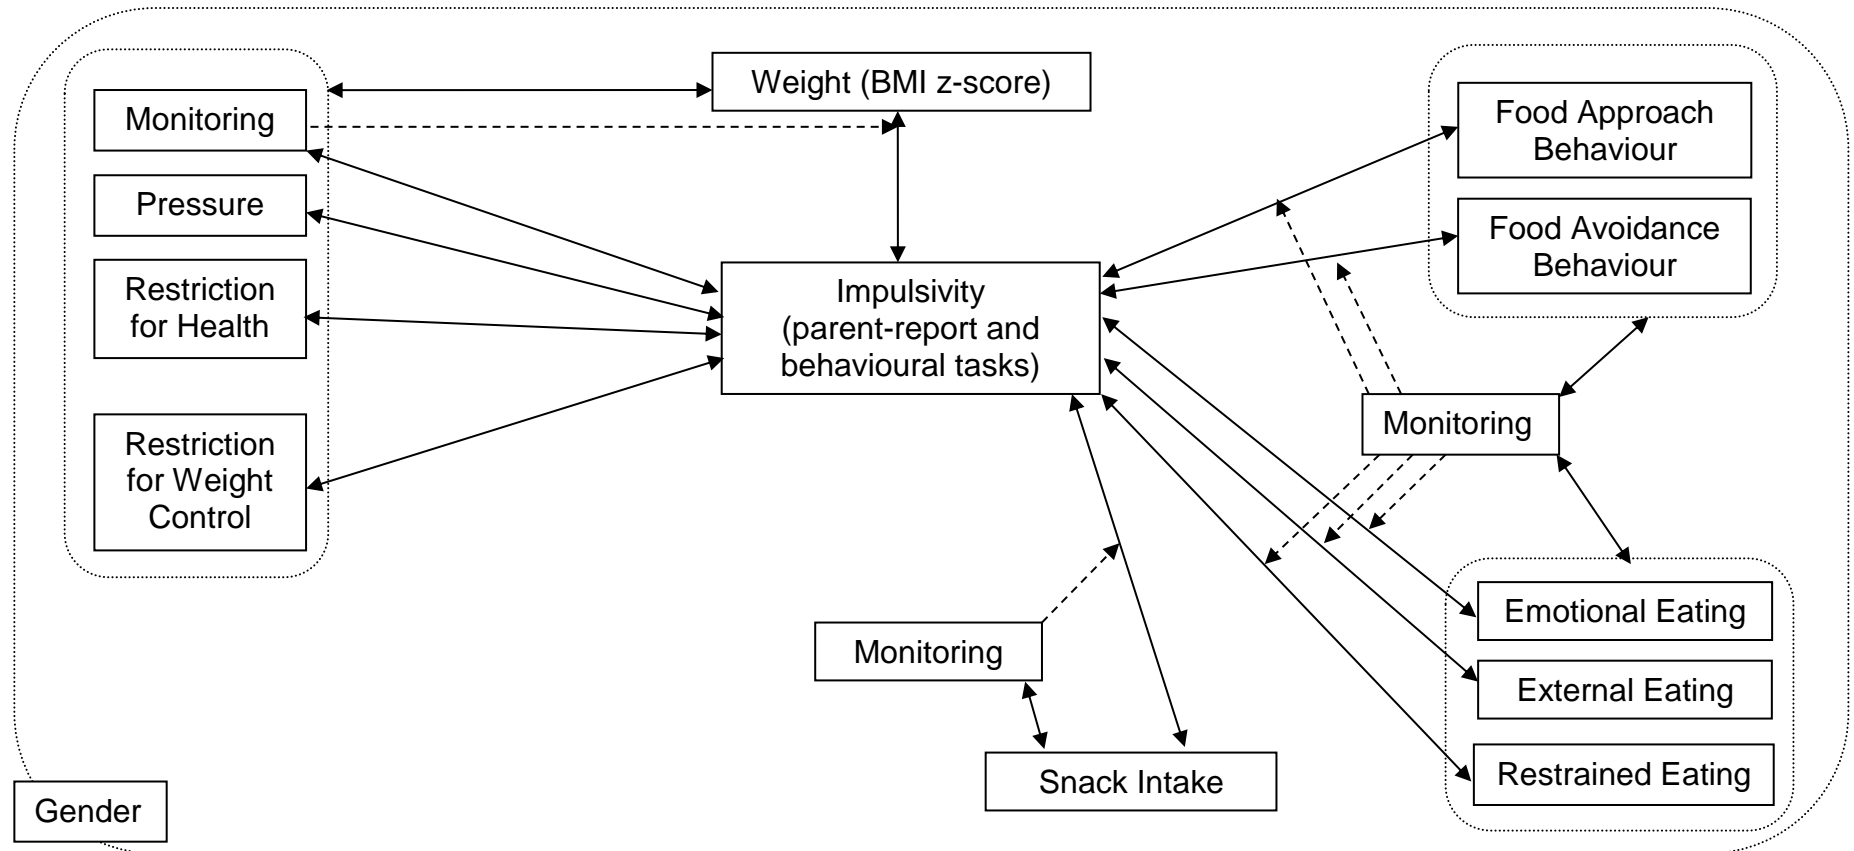 Weight (BMI z-score)
Monitoring
Pressure
Restriction
for Health
Restriction
for Weight
Control
Impulsivity
(parent-report and
behavioural tasks)
Food Approach
Behaviour
Food Avoidance
Behaviour
Monitoring
Monitoring
Snack Intake
Emotional Eating
External Eating
Restrained Eating
Gender